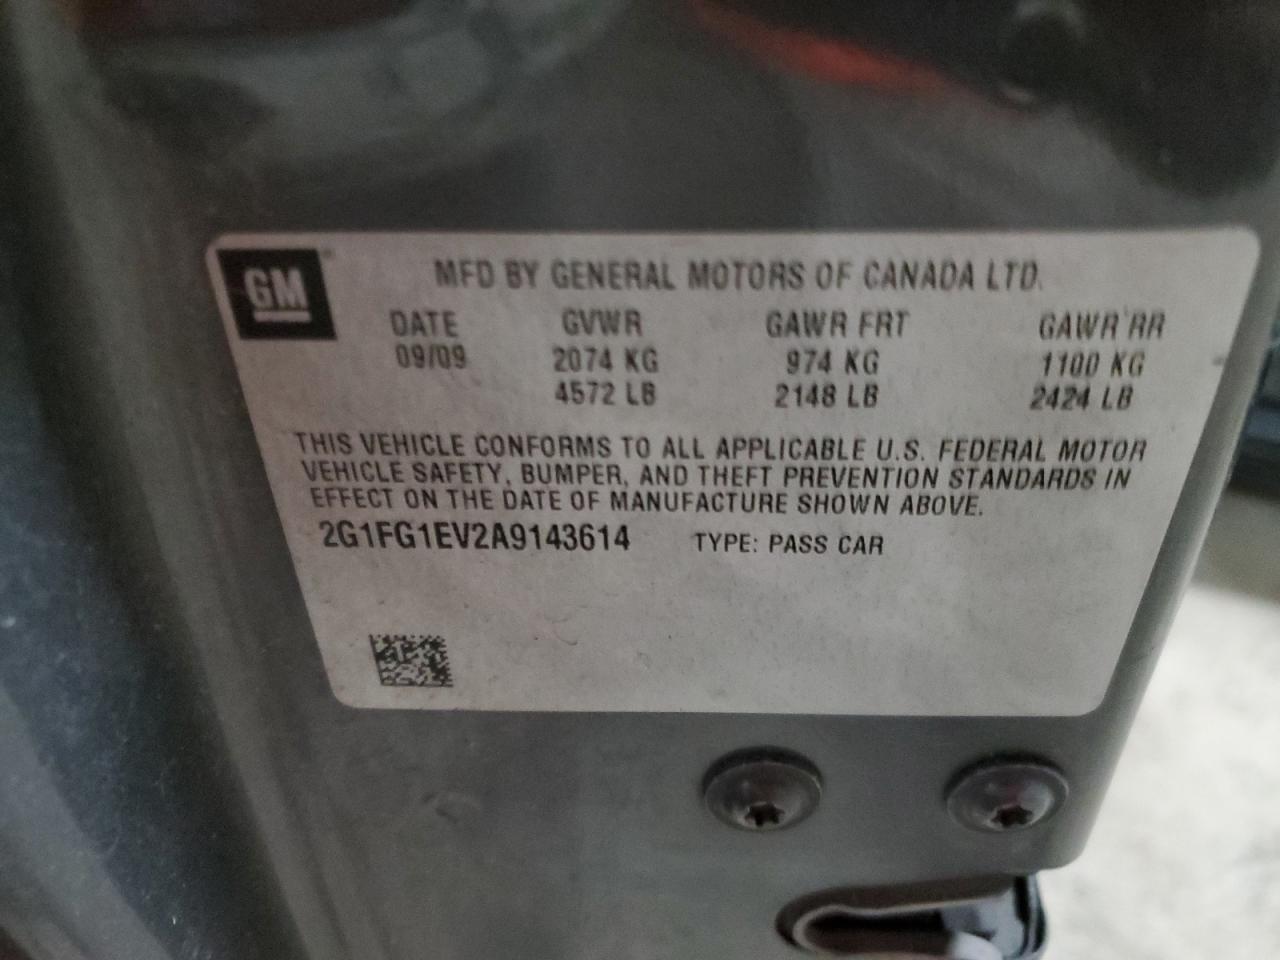 GM
MFD BY GENERAL MOTORS OF CANADA LTD.
DATE GVWR GAWR FRT GAWR RR
09/09 2074 KG 974 KG 1100 KG
4572 LB 2148 LB 2424 LB
THIS VEHICLE CONFORMS TO ALL APPLICABLE U.S. FEDERAL MOTOR
VEHICLE SAFETY, BUMPER, AND THEFT PREVENTION STANDARDS IN
EFFECT ON THE DATE OF MANUFACTURE SHOWN ABOVE.
2G1FG1EV2A9143614 TYPE: PASS CAR